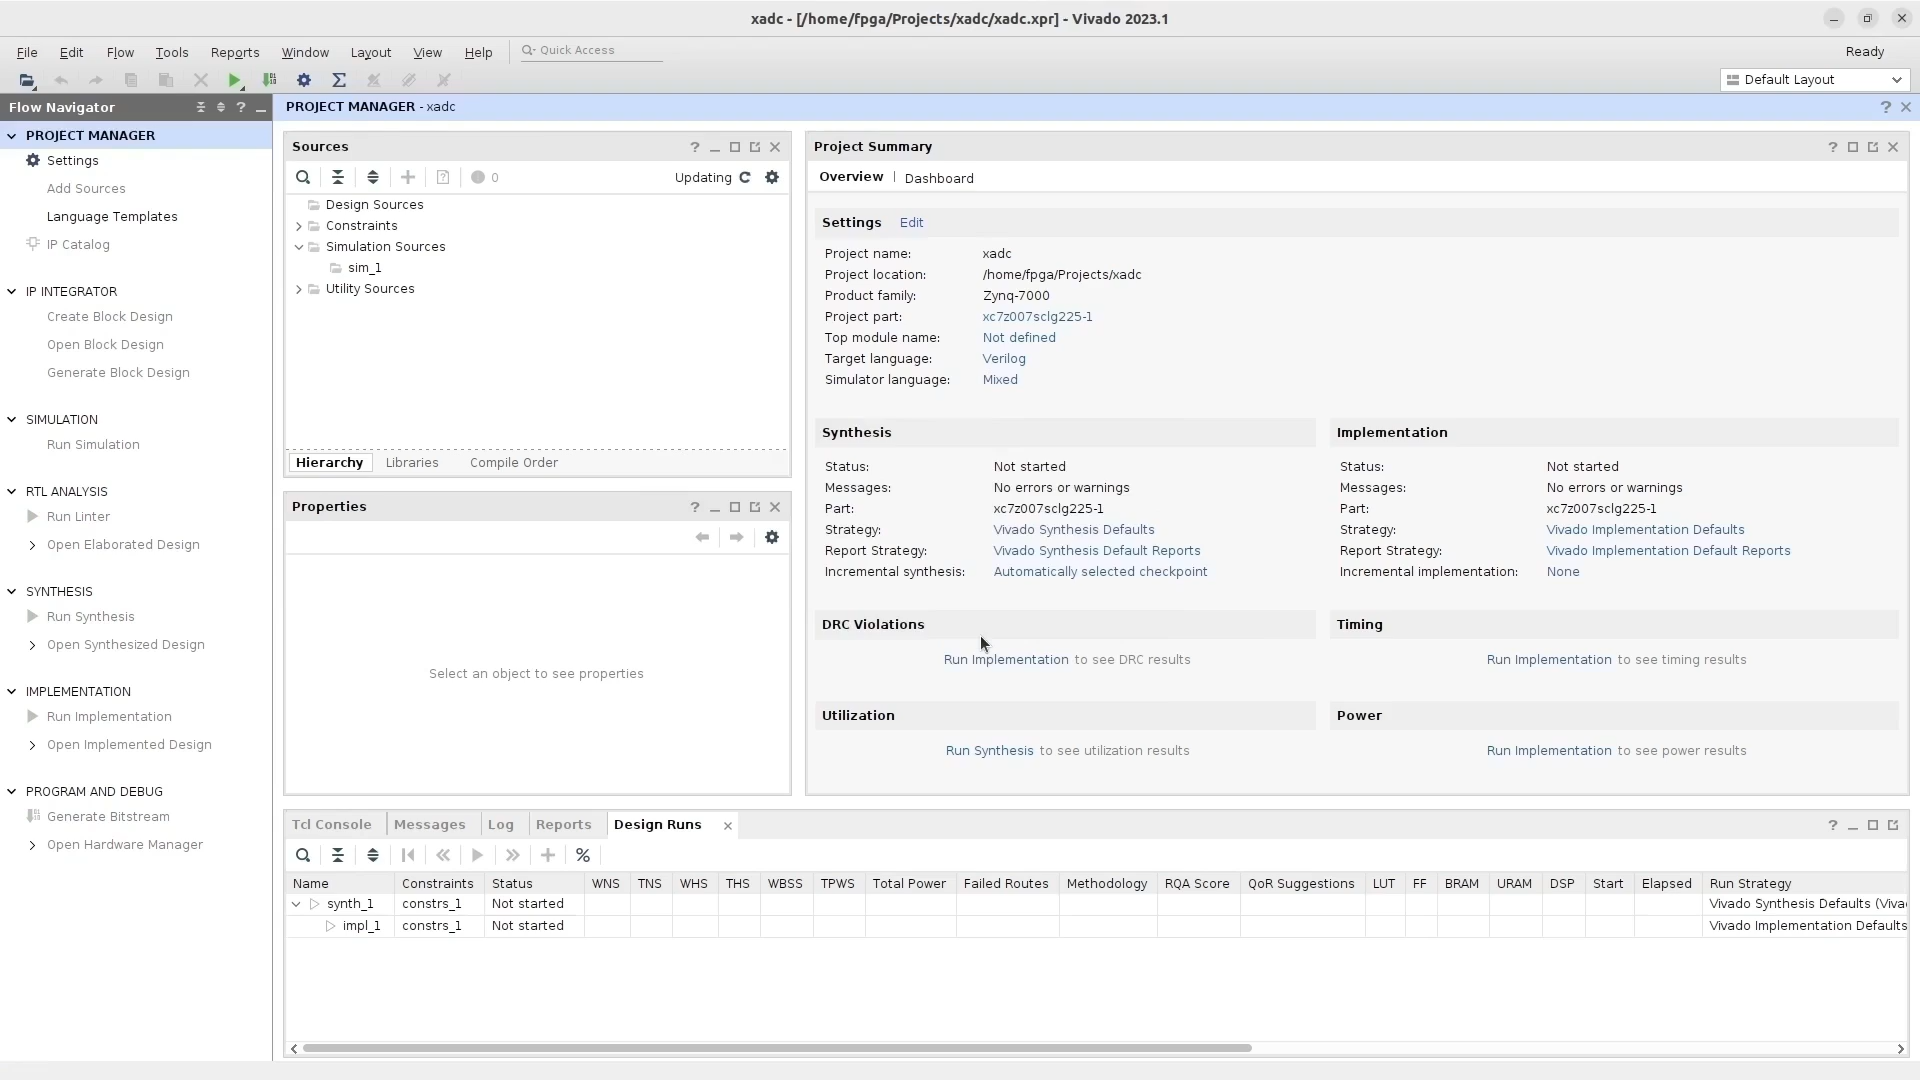 xadc - [/home/fpga/Projects/xadc/xadc.xpr] - Vivado 2023.1
File Edit Flow Tools Reports Window Layout View Help Quick Access Ready
Default Layout
Flow Navigator
PROJECT MANAGER
Settings
Add Sources
Language Templates
IP Catalog
IP INTEGRATOR
Create Block Design
Open Block Design
Generate Block Design
SIMULATION
Run Simulation
RTL ANALYSIS
Run Linter
Open Elaborated Design
SYNTHESIS
Run Synthesis
Open Synthesized Design
IMPLEMENTATION
Run Implementation
Open Implemented Design
PROGRAM AND DEBUG
Generate Bitstream
Open Hardware Manager
PROJECT MANAGER - xadc
Sources
0 Updating
Design Sources
Constraints
Simulation Sources
sim_1
Utility Sources
Hierarchy Libraries Compile Order
Properties
Select an object to see properties
Project Summary
Overview | Dashboard
Settings Edit
Project name: xadc
Project location: /home/fpga/Projects/xadc
Product family: Zynq-7000
Project part: xc7z007sclg225-1
Top module name: Not defined
Target language: Verilog
Simulator language: Mixed
Synthesis
Status: Not started
Messages: No errors or warnings
Part: xc7z007sclg225-1
Strategy: Vivado Synthesis Defaults
Report Strategy: Vivado Synthesis Default Reports
Incremental synthesis: Automatically selected checkpoint
Implementation
Status: Not started
Messages: No errors or warnings
Part: xc7z007sclg225-1
Strategy: Vivado Implementation Defaults
Report Strategy: Vivado Implementation Default Reports
Incremental implementation: None
DRC Violations
Run Implementation to see DRC results
Timing
Run Implementation to see timing results
Utilization
Run Synthesis to see utilization results
Power
Run Implementation to see power results
Tcl Console Messages Log Reports Design Runs
Name Constraints Status WNS TNS WHS THS WBSS TPWS Total Power Failed Routes Methodology RQA Score QoR Suggestions LUT FF BRAM URAM DSP Start Elapsed Run Strategy
synth_1 constrs_1 Not started Vivado Synthesis Defaults (Viva
impl_1 constrs_1 Not started Vivado Implementation Defaults